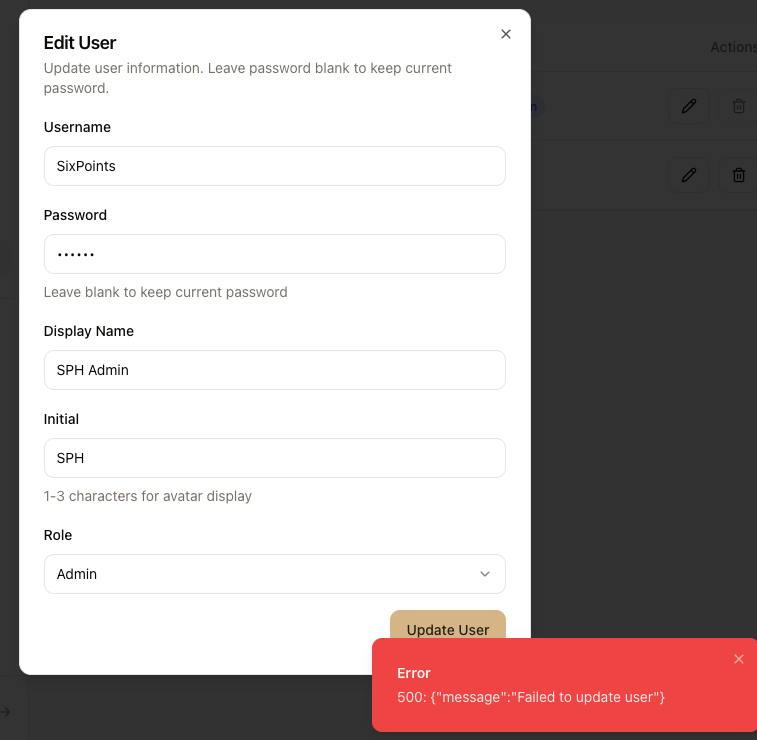 Edit User
Update user information. Leave password blank to keep current
password.
Actions
Username
SixPoints
Password
••••••
Leave blank to keep current password
Display Name
SPH Admin
Initial
SPH
1-3 characters for avatar display
Role
Admin
Update User
Error
500: {"message":"Failed to update user"}